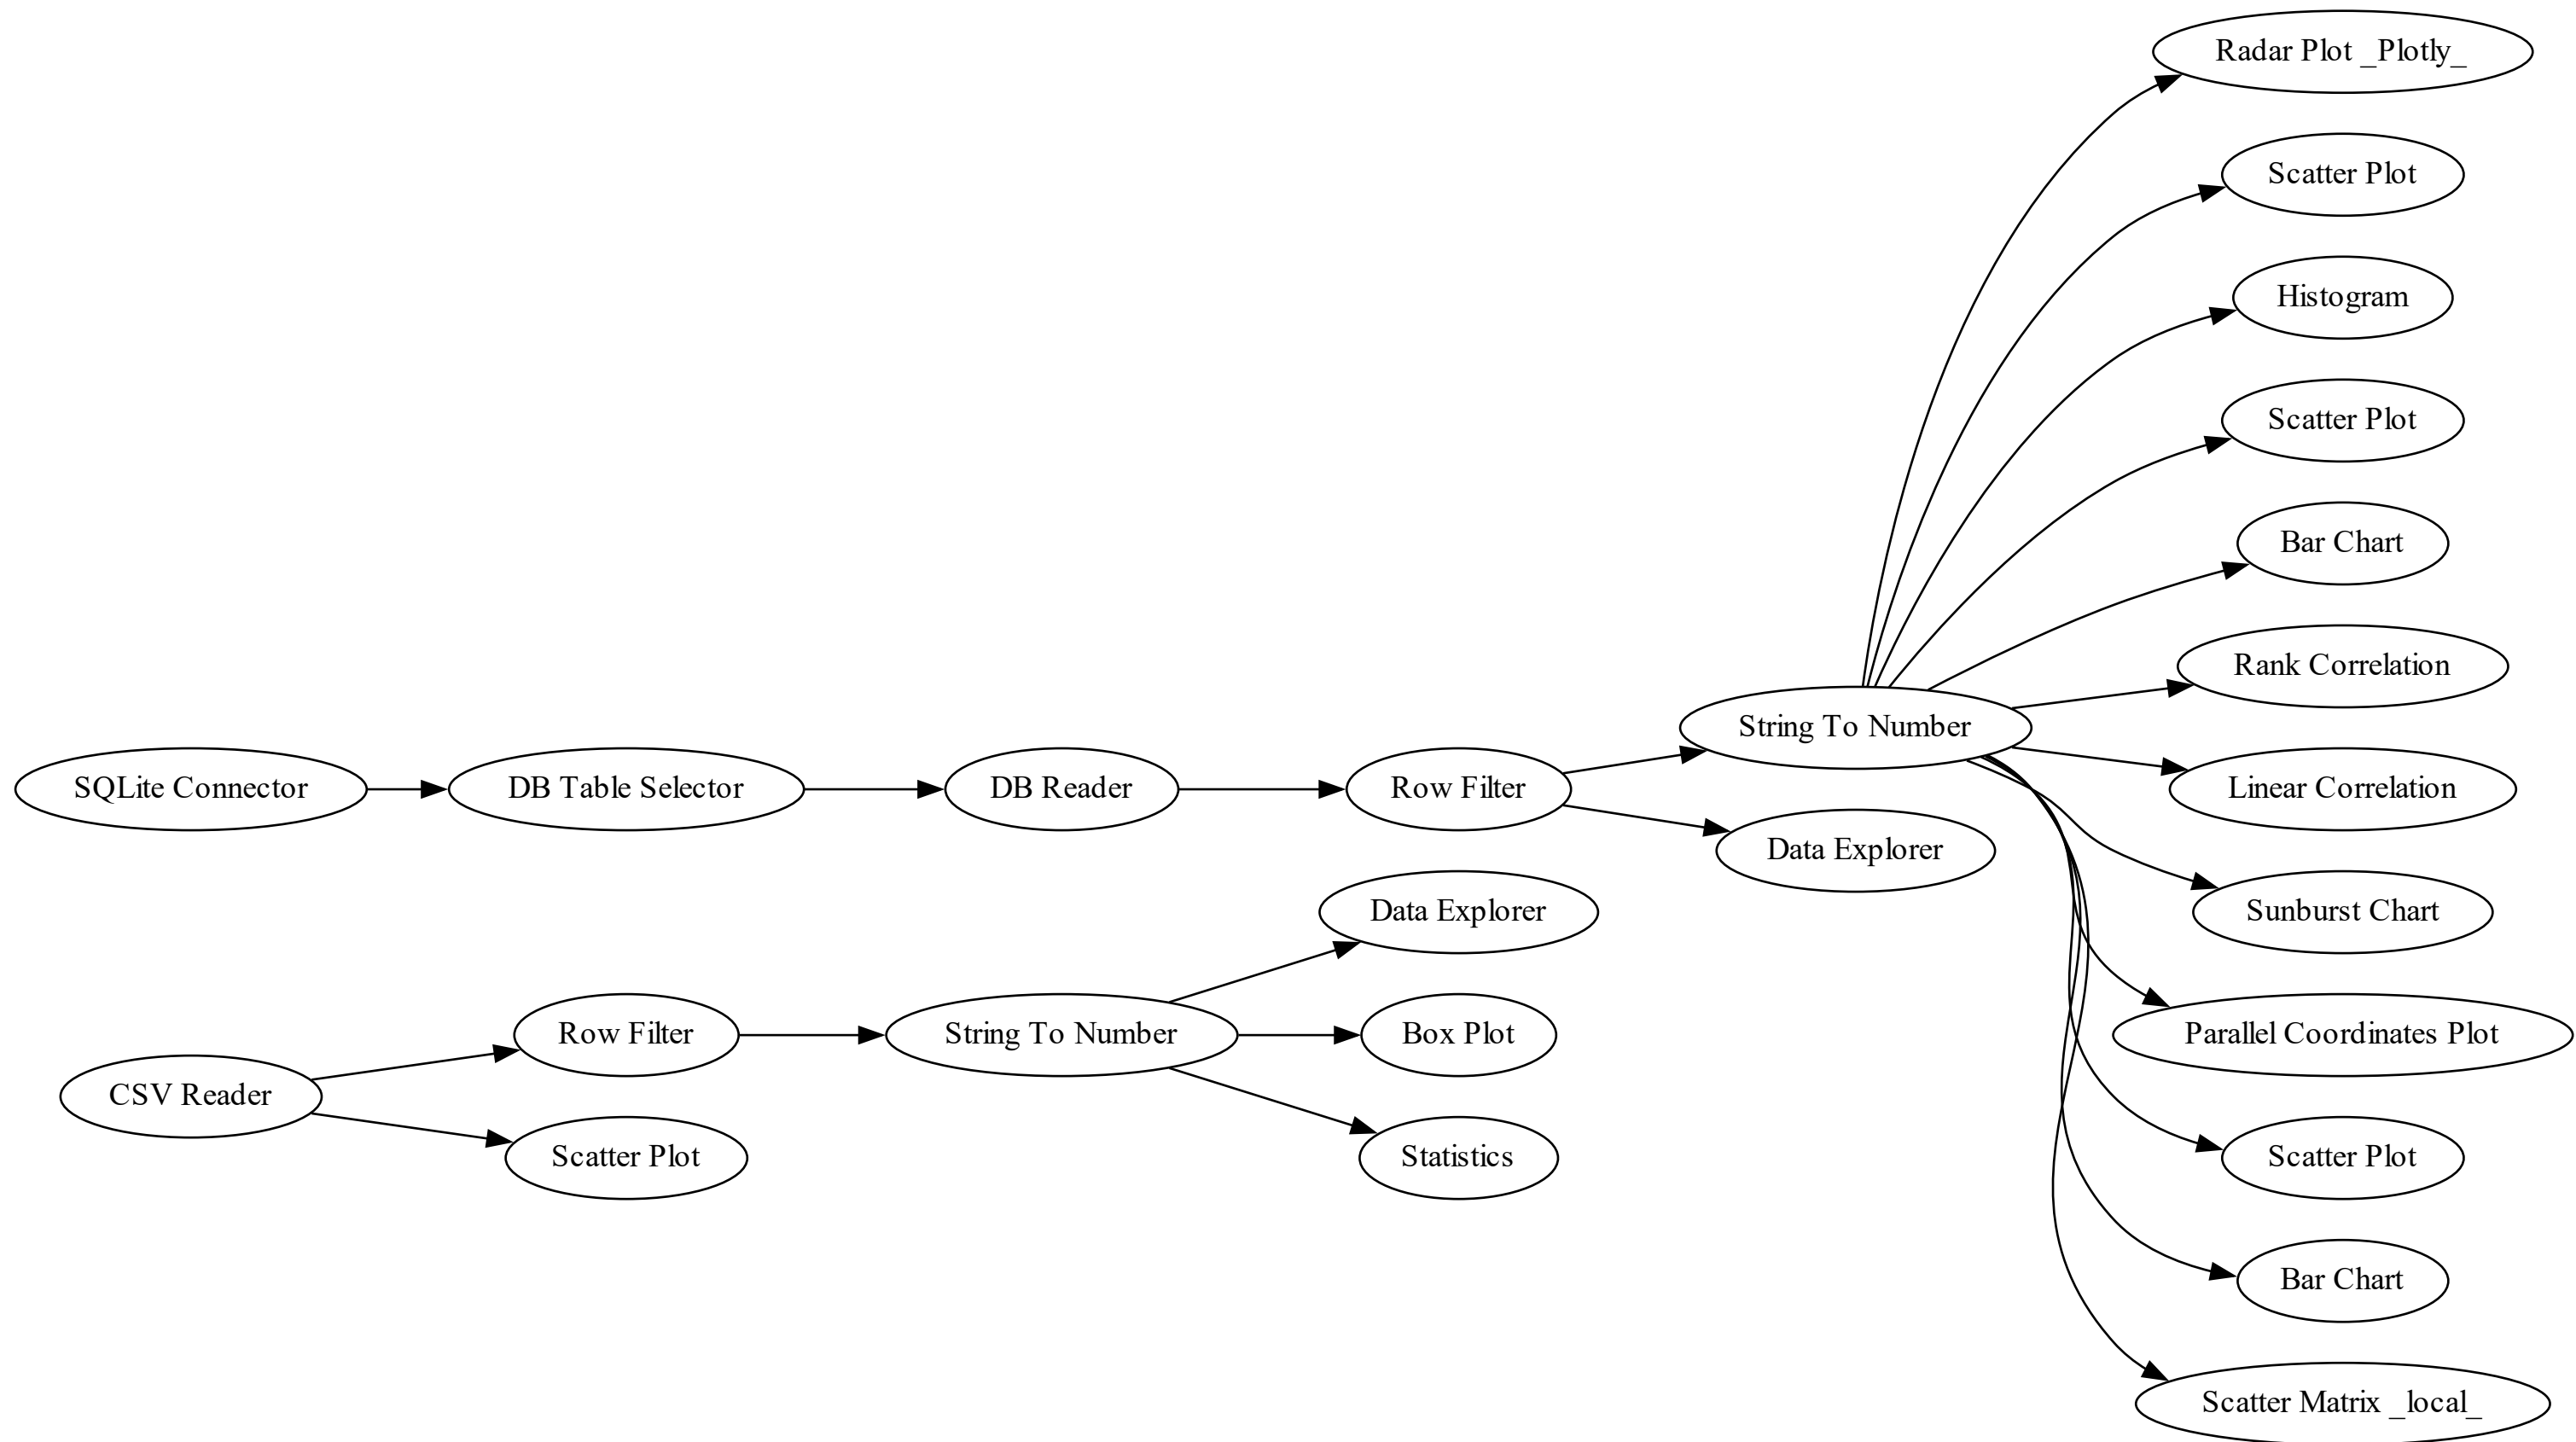 Radar Plot _Plotly_
Scatter Plot
Histogram
Scatter Plot
Bar Chart
Rank Correlation
String To Number
SQLite Connector
DB Table Selector
DB Reader
Row Filter
Linear Correlation
Data Explorer
Data Explorer
Sunburst Chart
Row Filter
String To Number
Box Plot
Parallel Coordinates Plot
CSV Reader
Scatter Plot
Statistics
Scatter Plot
Bar Chart
Scatter Matrix _local_